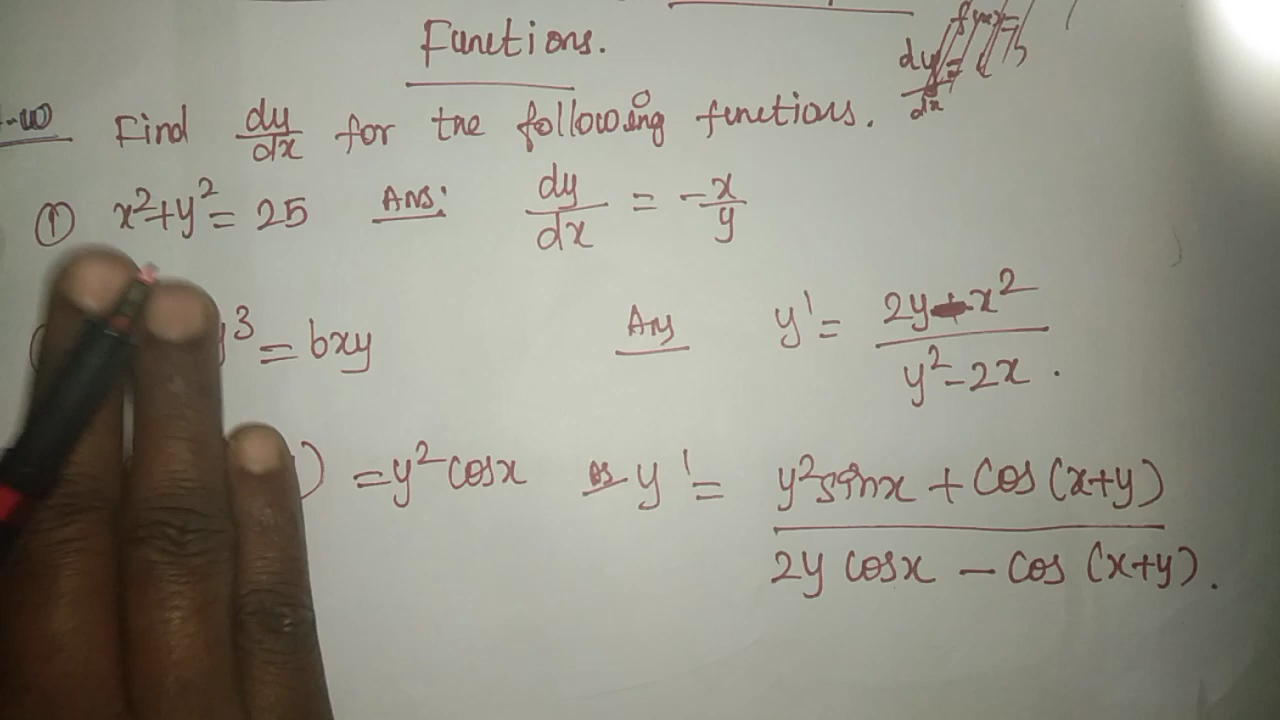 Functions.
Find dy/dx for the following functions.
① x²+y² = 25 Ans: dy/dx = -x/y
y³ = 6xy Ans y' = 2y-x² / y²-2x .
) = y² cosx y' = y² sinx + cos (x+y) / 2y cosx - cos (x+y).